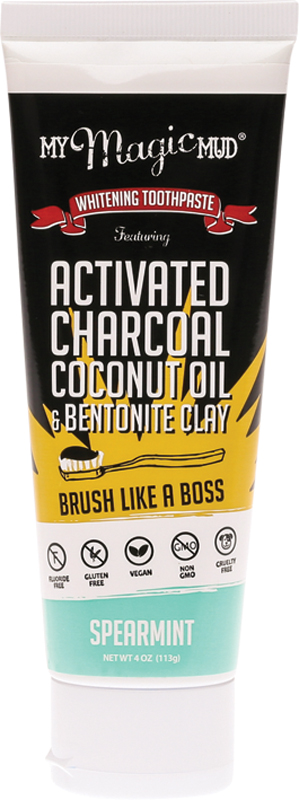 MY Magic MUD®
WHITENING TOOTHPASTE
Featuring
ACTIVATED
CHARCOAL
COCONUT OIL
& BENTONITE CLAY
BRUSH LIKE A BOSS
FLUORIDE FREE
GLUTEN FREE
VEGAN
GMO
NON GMO
CRUELTY FREE
SPEARMINT
NET WT 4 OZ (113g)